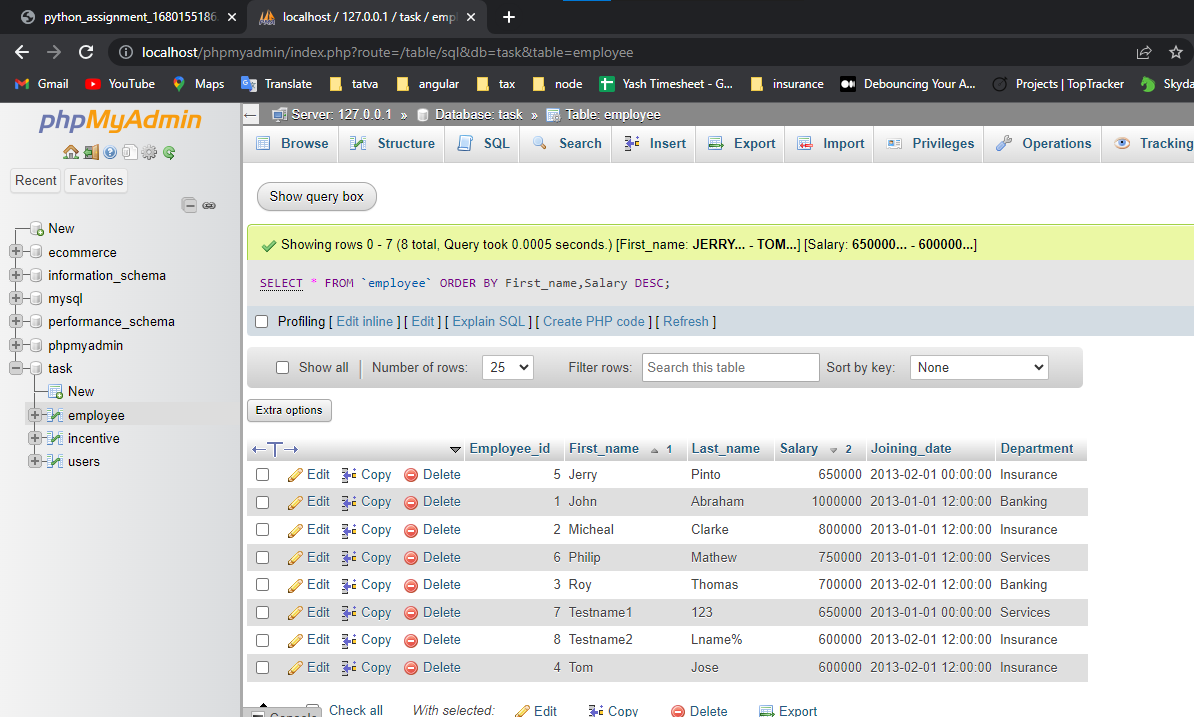 python_assignment_1680155186
localhost / 127.0.0.1 / task / emp
localhost/phpmyadmin/index.php?route=/table/sql&db=task&table=employee
Gmail YouTube Maps Translate tatva angular tax node Yash Timesheet - G... insurance Debouncing Your A... Projects | TopTracker Skyda
phpMyAdmin
Recent Favorites
New
ecommerce
information_schema
mysql
performance_schema
phpmyadmin
task
New
employee
incentive
users
Server: 127.0.0.1 » Database: task » Table: employee
Browse Structure SQL Search Insert Export Import Privileges Operations Tracking
Show query box
Showing rows 0 - 7 (8 total, Query took 0.0005 seconds.) [First_name: JERRY... - TOM...] [Salary: 650000... - 600000...]
SELECT * FROM `employee` ORDER BY First_name,Salary DESC;
Profiling [ Edit inline ] [ Edit ] [ Explain SQL ] [ Create PHP code ] [ Refresh ]
Show all | Number of rows: 25 Filter rows: Search this table Sort by key: None
Extra options
←T→ Employee_id First_name 1 Last_name Salary 2 Joining_date Department
Edit Copy Delete 5 Jerry Pinto 650000 2013-02-01 00:00:00 Insurance
Edit Copy Delete 1 John Abraham 1000000 2013-01-01 12:00:00 Banking
Edit Copy Delete 2 Micheal Clarke 800000 2013-01-01 12:00:00 Insurance
Edit Copy Delete 6 Philip Mathew 750000 2013-01-01 12:00:00 Services
Edit Copy Delete 3 Roy Thomas 700000 2013-02-01 12:00:00 Banking
Edit Copy Delete 7 Testname1 123 650000 2013-01-01 00:00:00 Services
Edit Copy Delete 8 Testname2 Lname% 600000 2013-02-01 12:00:00 Insurance
Edit Copy Delete 4 Tom Jose 600000 2013-02-01 12:00:00 Insurance
Console Check all With selected: Edit Copy Delete Export